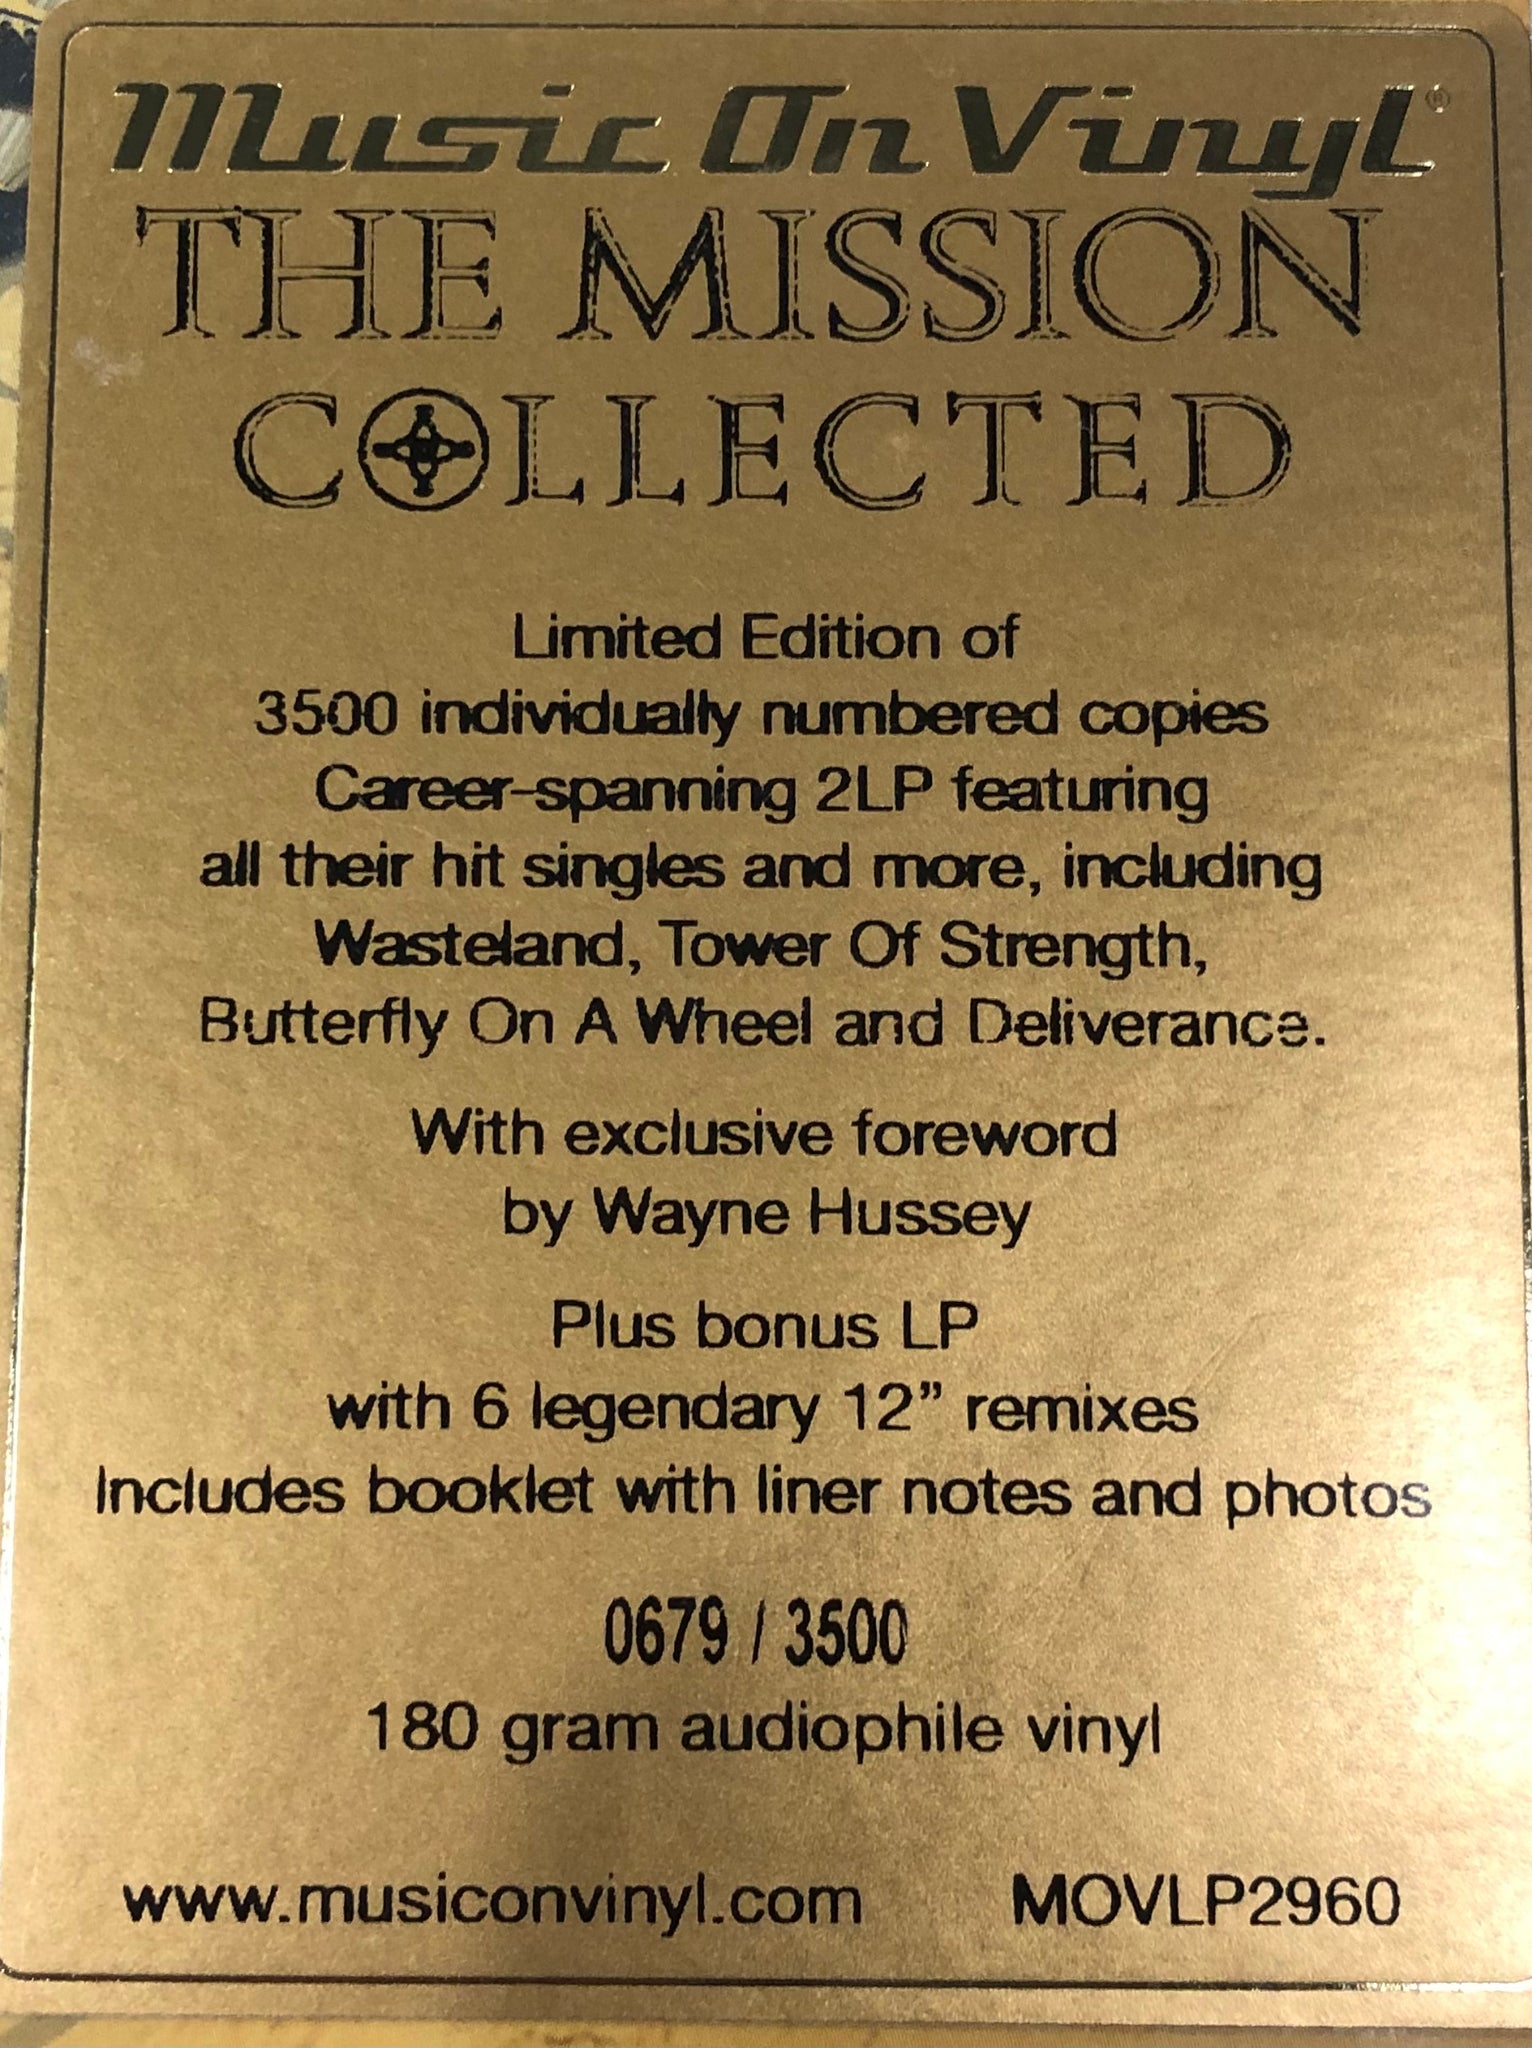 Music On Vinyl®
THE MISSION
COLLECTED
Limited Edition of
3500 individually numbered copies
Career-spanning 2LP featuring
all their hit singles and more, including
Wasteland, Tower Of Strength,
Butterfly On A Wheel and Deliverance.
With exclusive foreword
by Wayne Hussey
Plus bonus LP
with 6 legendary 12” remixes
Includes booklet with liner notes and photos
0679 / 3500
180 gram audiophile vinyl
www.musiconvinyl.com MOVLP2960